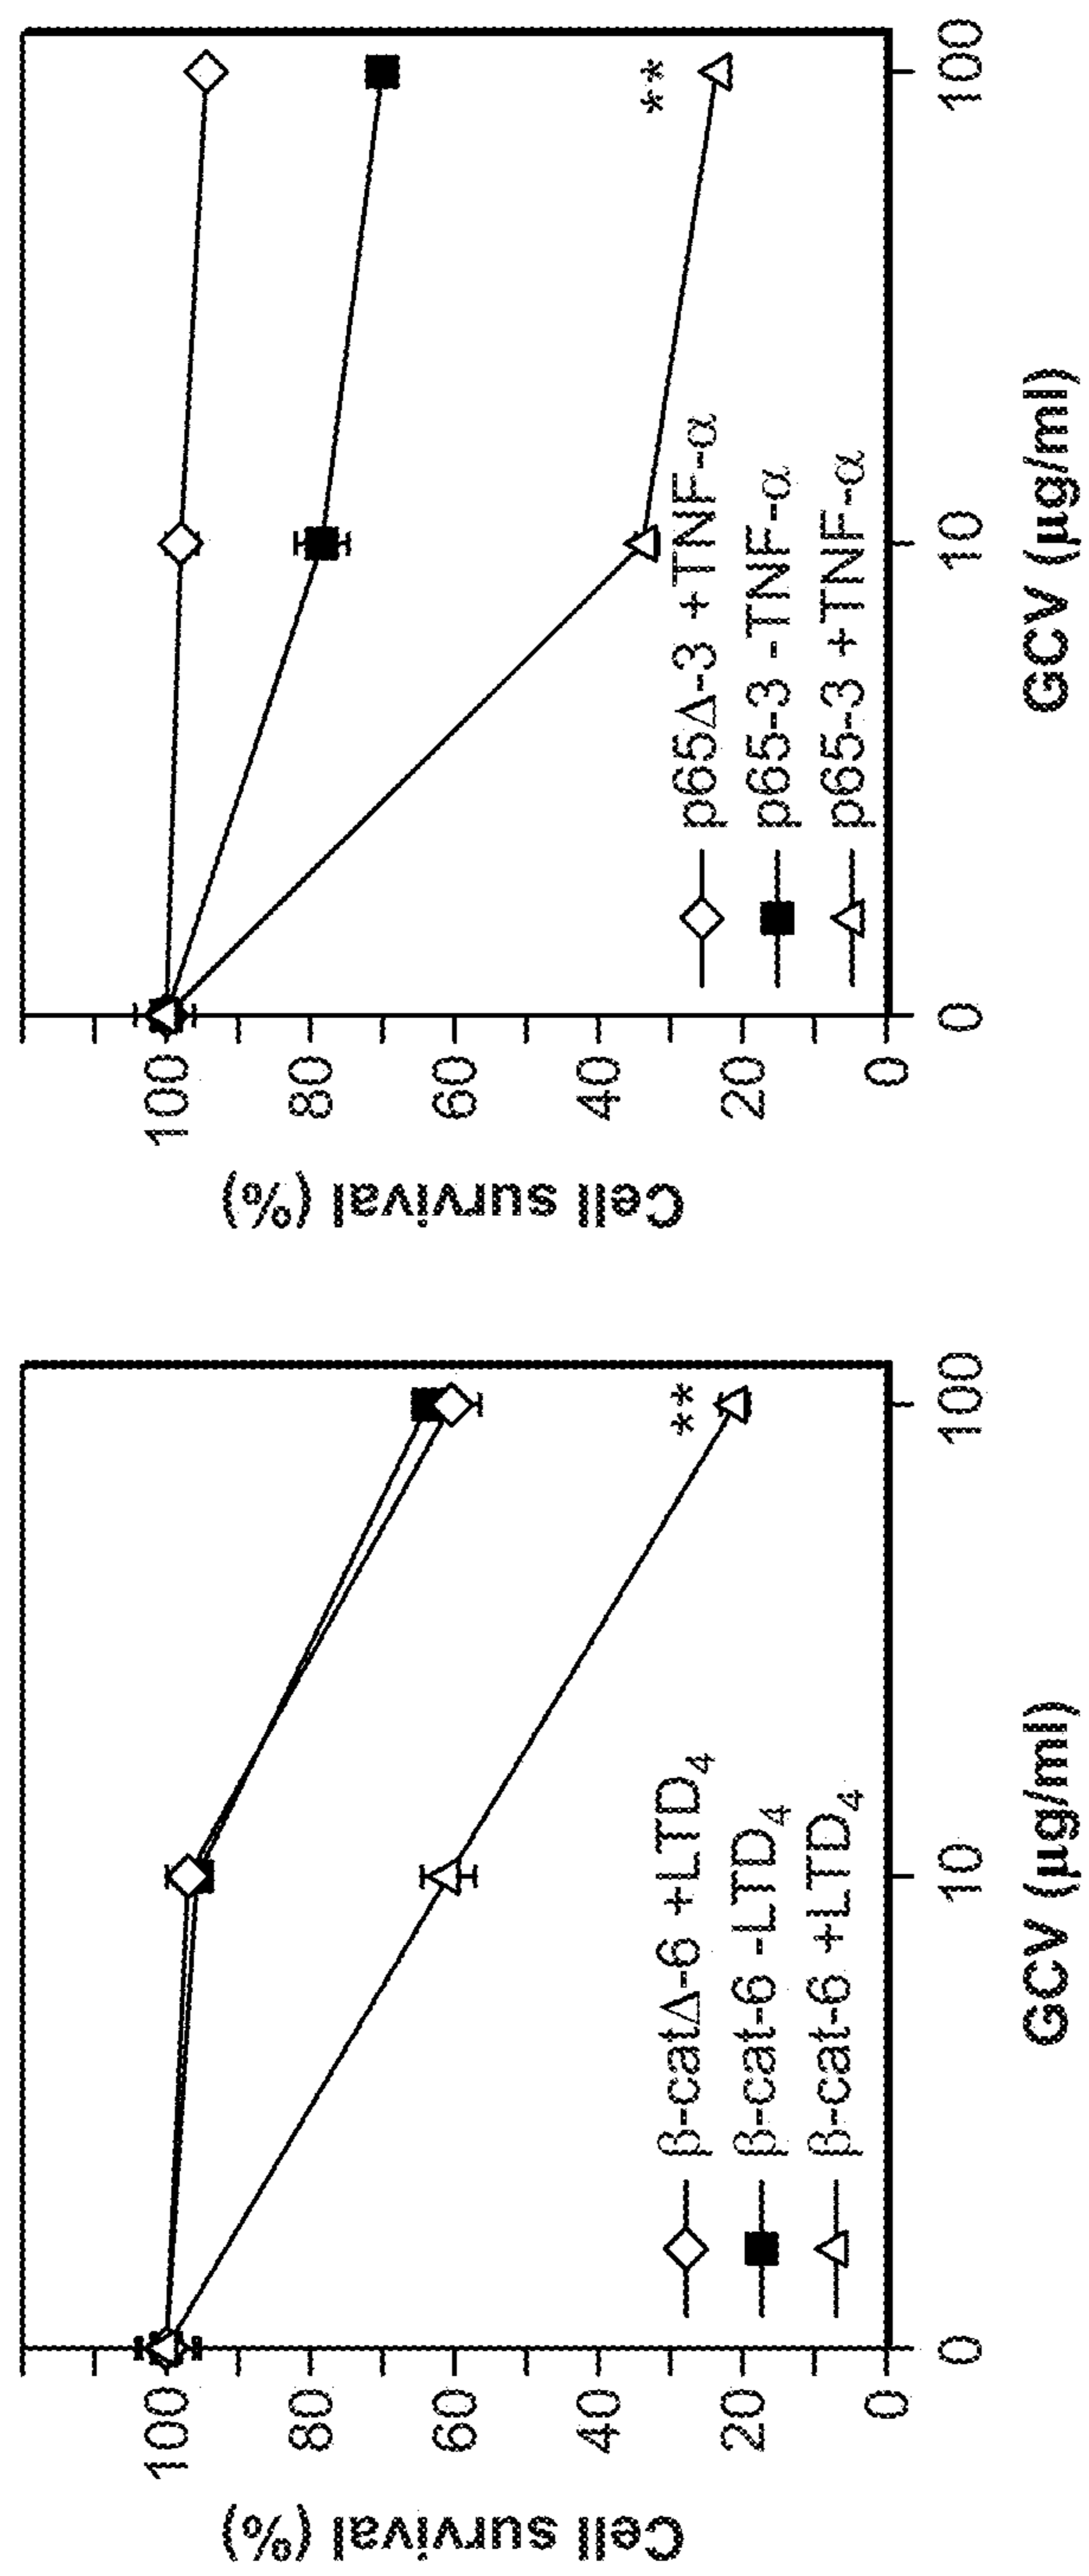 Cell survival (%)
100
80
60
40
20
0
β-catΔ-6 +LTD4
β-cat-6 -LTD4
β-cat-6 +LTD4
**
0
10
100
GCV (µg/ml)
Cell survival (%)
100
80
60
40
20
0
p65Δ-3 +TNF-α
p65-3 -TNF-α
p65-3 +TNF-α
**
0
10
100
GCV (µg/ml)